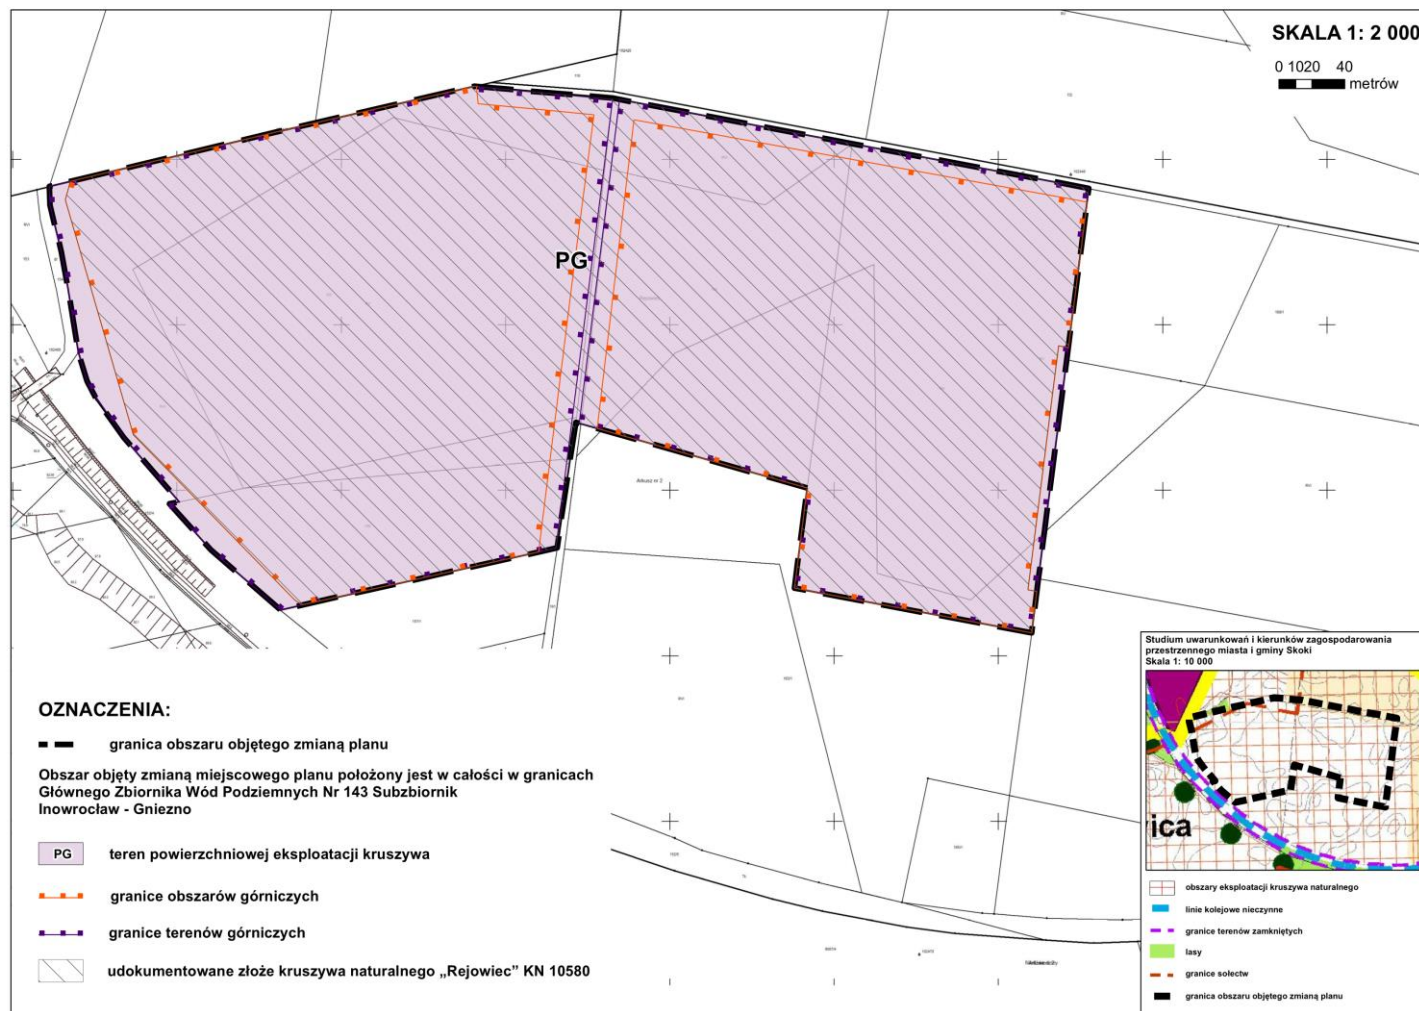 SKALA 1: 2 000
0 1020 40
metrów
PG
Arkusz nr 2
OZNACZENIA:
granica obszaru objętego zmianą planu
Obszar objęty zmianą miejscowego planu położony jest w całości w granicach
Głównego Zbiornika Wód Podziemnych Nr 143 Subzbiornik
Inowrocław - Gniezno
PG teren powierzchniowej eksploatacji kruszywa
granice obszarów górniczych
granice terenów górniczych
udokumentowane złoże kruszywa naturalnego „Rejowiec” KN 10580
Studium uwarunkowań i kierunków zagospodarowania
przestrzennego miasta i gminy Skoki
Skala 1: 10 000
ica
obszary eksploatacji kruszywa naturalnego
linie kolejowe nieczynne
granice terenów zamkniętych
lasy
granice sołectw
granica obszaru objętego zmianą planu